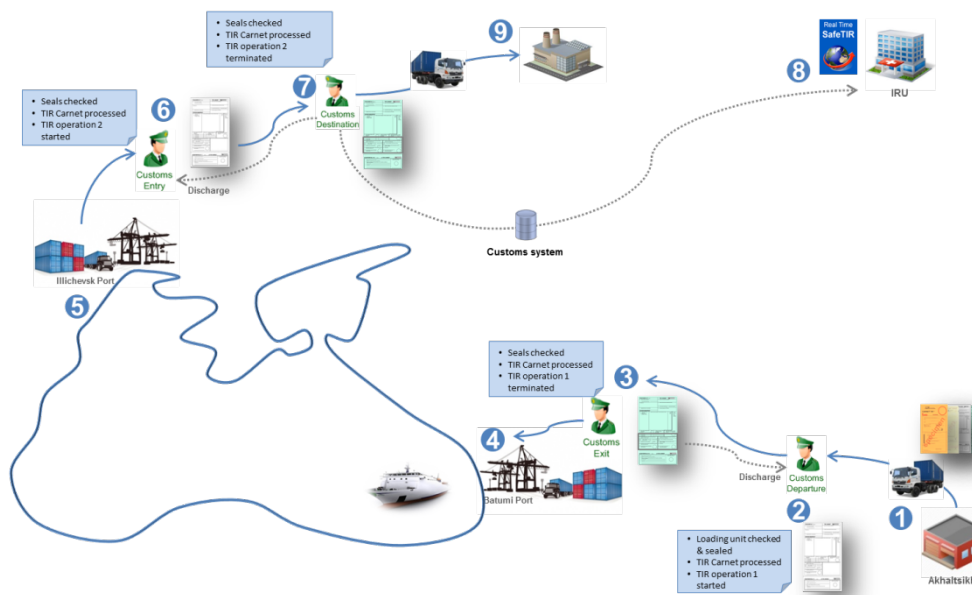 Seals checked
TIR Carnet processed
TIR operation 2
terminated
9
Real Time
SafeTIR
8
IRU
7
Customs
Destination
Seals checked
TIR Carnet processed
TIR operation 2
started
6
Customs
Entry
Discharge
Customs system
Illichevsk Port
5
Seals checked
TIR Carnet processed
TIR operation 1
terminated
3
4
Customs
Exit
Batumi Port
Discharge
Customs
Departure
2
1
Loading unit checked
& sealed
TIR Carnet processed
TIR operation 1
started